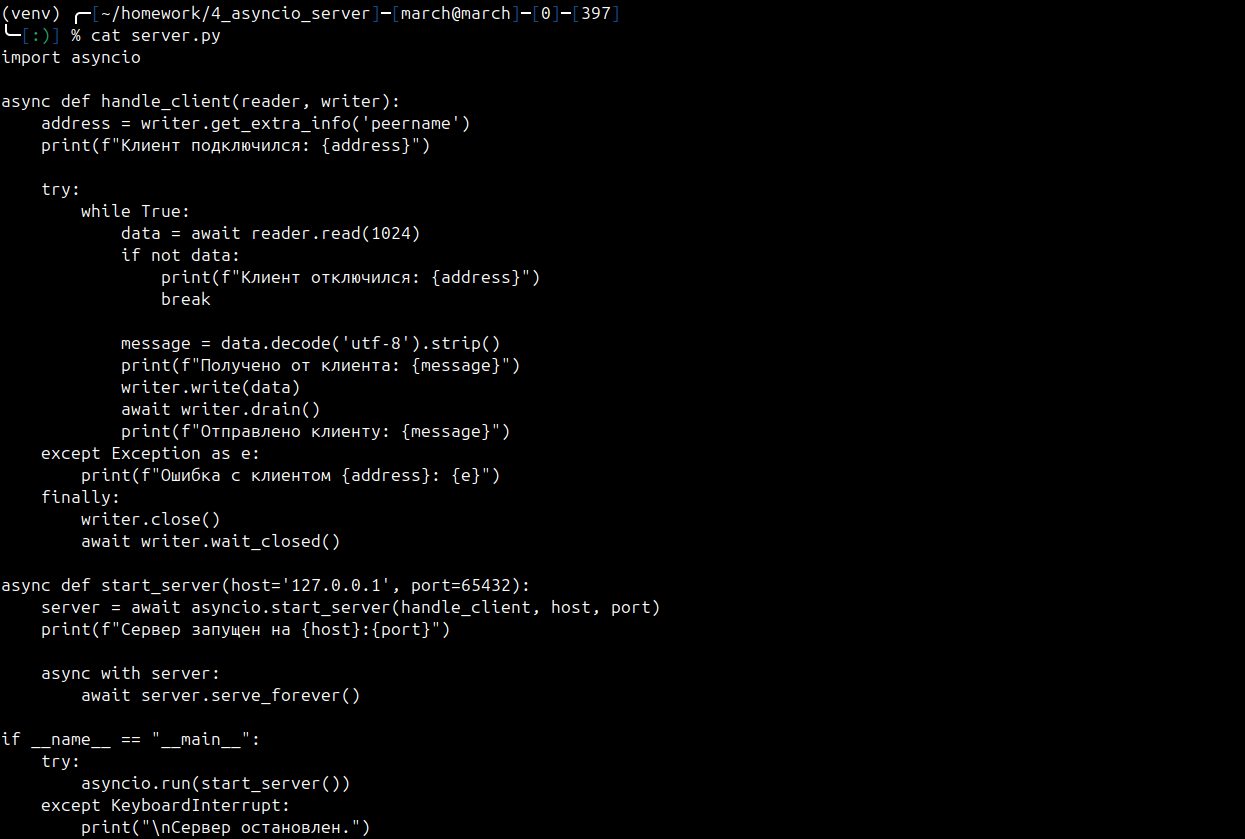 (venv) ╭─[~/homework/4_asyncio_server]─[march@march]─[0]─[397]
╰─[:)] % cat server.py
import asyncio

async def handle_client(reader, writer):
    address = writer.get_extra_info('peername')
    print(f"Клиент подключился: {address}")

    try:
        while True:
            data = await reader.read(1024)
            if not data:
                print(f"Клиент отключился: {address}")
                break

            message = data.decode('utf-8').strip()
            print(f"Получено от клиента: {message}")
            writer.write(data)
            await writer.drain()
            print(f"Отправлено клиенту: {message}")
    except Exception as e:
        print(f"Ошибка с клиентом {address}: {e}")
    finally:
        writer.close()
        await writer.wait_closed()

async def start_server(host='127.0.0.1', port=65432):
    server = await asyncio.start_server(handle_client, host, port)
    print(f"Сервер запущен на {host}:{port}")

    async with server:
        await server.serve_forever()

if __name__ == "__main__":
    try:
        asyncio.run(start_server())
    except KeyboardInterrupt:
        print("\nСервер остановлен.")